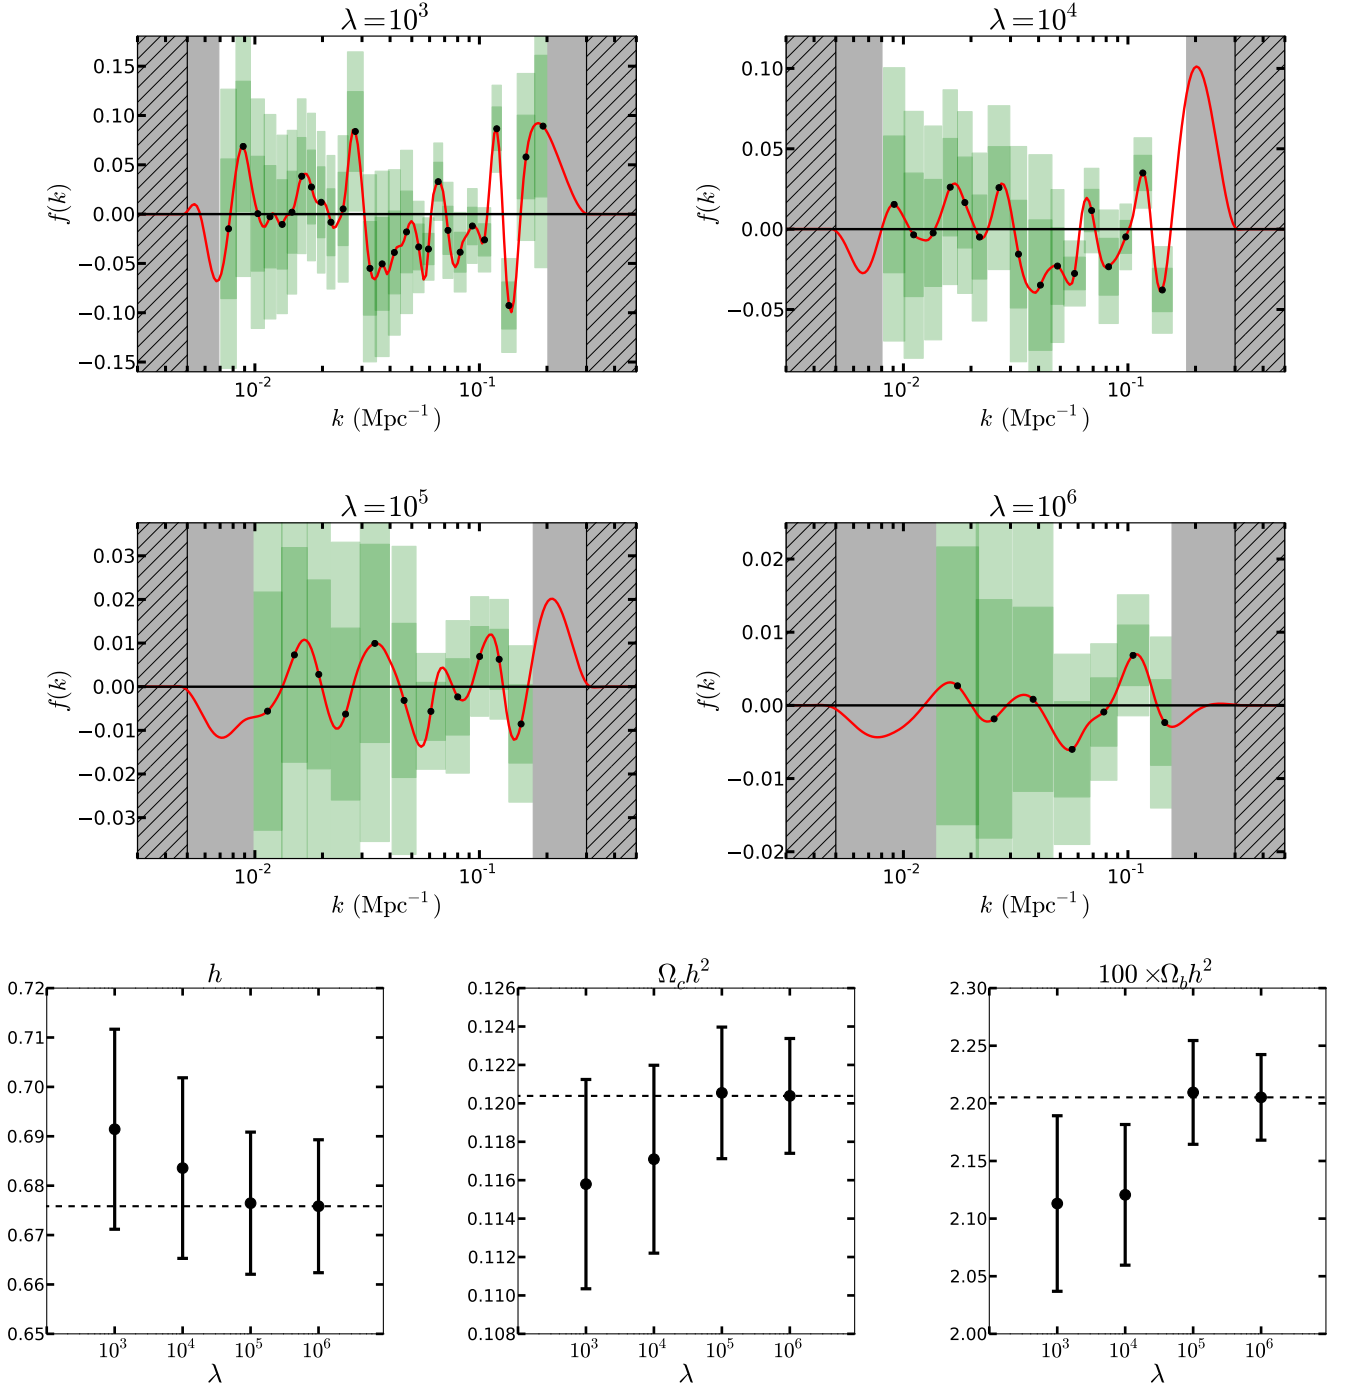 λ = 10³ λ = 10⁴
0.15
0.10
0.05
0.00
−0.05
−0.10
−0.15
f(k)
10⁻² 10⁻¹
k (Mpc⁻¹)
0.10
0.05
0.00
−0.05
f(k)
10⁻² 10⁻¹
k (Mpc⁻¹)
λ = 10⁵ λ = 10⁶
0.03
0.02
0.01
0.00
−0.01
−0.02
−0.03
f(k)
10⁻² 10⁻¹
k (Mpc⁻¹)
0.02
0.01
0.00
−0.01
−0.02
f(k)
10⁻² 10⁻¹
k (Mpc⁻¹)
h
0.72
0.71
0.70
0.69
0.68
0.67
0.66
0.65
10³ 10⁴ 10⁵ 10⁶
λ
Ω_c h²
0.126
0.124
0.122
0.120
0.118
0.116
0.114
0.112
0.110
0.108
10³ 10⁴ 10⁵ 10⁶
λ
100 ×Ω_b h²
2.30
2.25
2.20
2.15
2.10
2.05
2.00
10³ 10⁴ 10⁵ 10⁶
λ